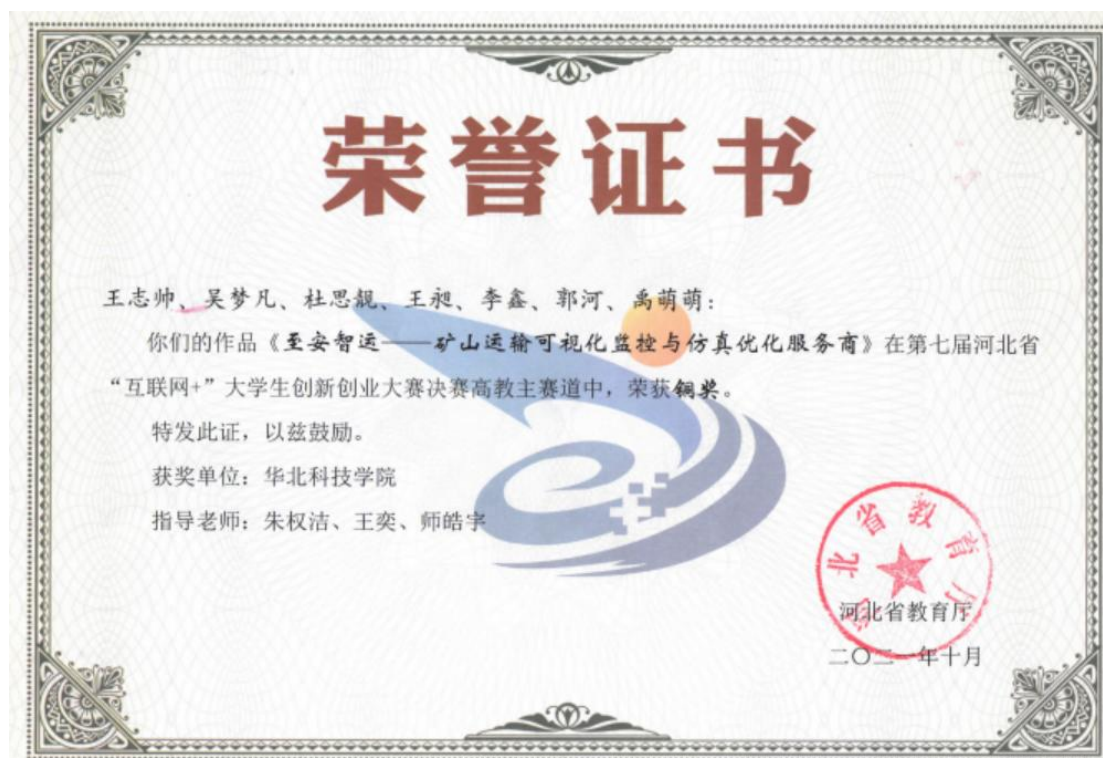 荣誉证书
王志帅、吴梦凡、杜思靓、王昶、李鑫、郭河、禹萌萌：
你们的作品《至安智运——矿山运输可视化监控与仿真优化服务商》在第七届河北省
“互联网+”大学生创新创业大赛决赛高教主赛道中，荣获铜奖。
特发此证，以兹鼓励。
获奖单位：华北科技学院
指导老师：朱权洁、王奕、师皓宇
河北省教育厅
河北省教育厅
二〇二一年十月